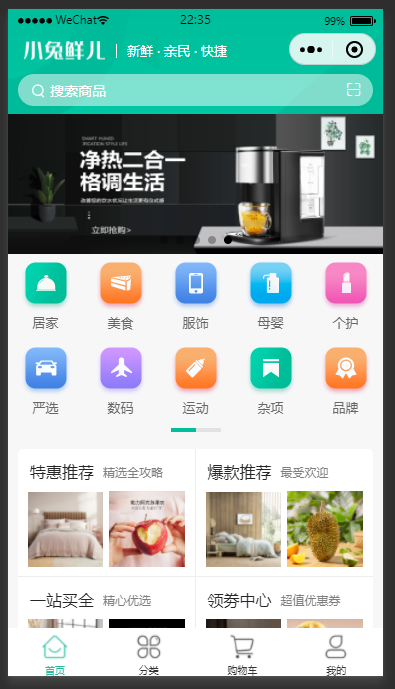 WeChat 22:35 99%
小兔鲜儿 新鲜·亲民·快捷
搜索商品
SMART HUMID
净热二合一
格调生活
立即抢购>
居家 美食 服饰 母婴 个护
严选 数码 运动 杂项 品牌
特惠推荐 精选全攻略 爆款推荐 最受欢迎
一站买全 精心优选 领券中心 超值优惠券
首页 分类 购物车 我的